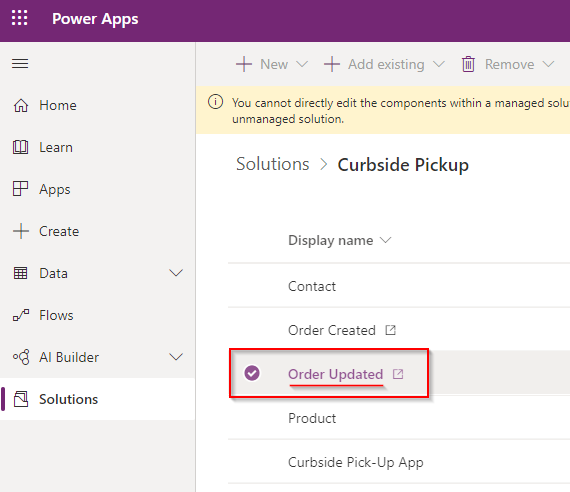 Power Apps
New
Add existing
Remove
You cannot directly edit the components within a managed solu
unmanaged solution.
Home
Learn
Apps
Create
Data
Flows
AI Builder
Solutions
Solutions > Curbside Pickup
Display name
Contact
Order Created
Order Updated
Product
Curbside Pick-Up App